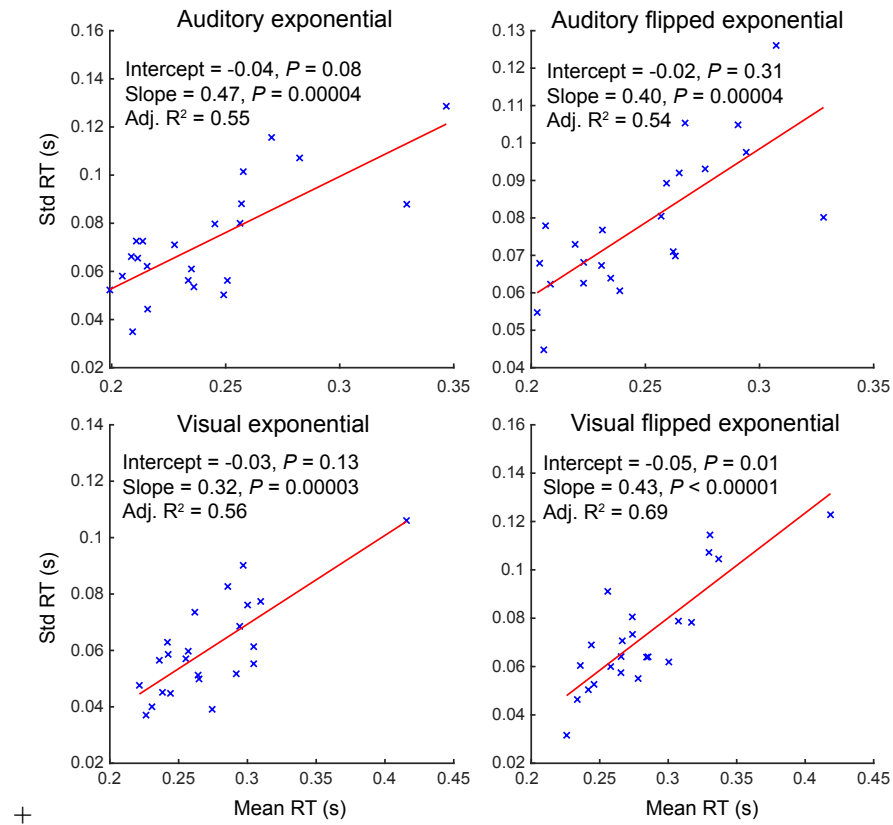 Auditory exponential
Intercept = -0.04, P = 0.08
Slope = 0.47, P = 0.00004
Adj. R² = 0.55
Std RT (s)
0.16
0.14
0.12
0.1
0.08
0.06
0.04
0.02
0.2
0.25
0.3
0.35
Auditory flipped exponential
Intercept = -0.02, P = 0.31
Slope = 0.40, P = 0.00004
Adj. R² = 0.54
0.13
0.12
0.11
0.1
0.09
0.08
0.07
0.06
0.05
0.04
0.2
0.25
0.3
0.35
Visual exponential
Intercept = -0.03, P = 0.13
Slope = 0.32, P = 0.00003
Adj. R² = 0.56
Std RT (s)
0.14
0.12
0.1
0.08
0.06
0.04
0.02
0.2
0.25
0.3
0.35
0.4
0.45
Mean RT (s)
Visual flipped exponential
Intercept = -0.05, P = 0.01
Slope = 0.43, P < 0.00001
Adj. R² = 0.69
0.16
0.14
0.12
0.1
0.08
0.06
0.04
0.02
0.2
0.25
0.3
0.35
0.4
0.45
Mean RT (s)
+